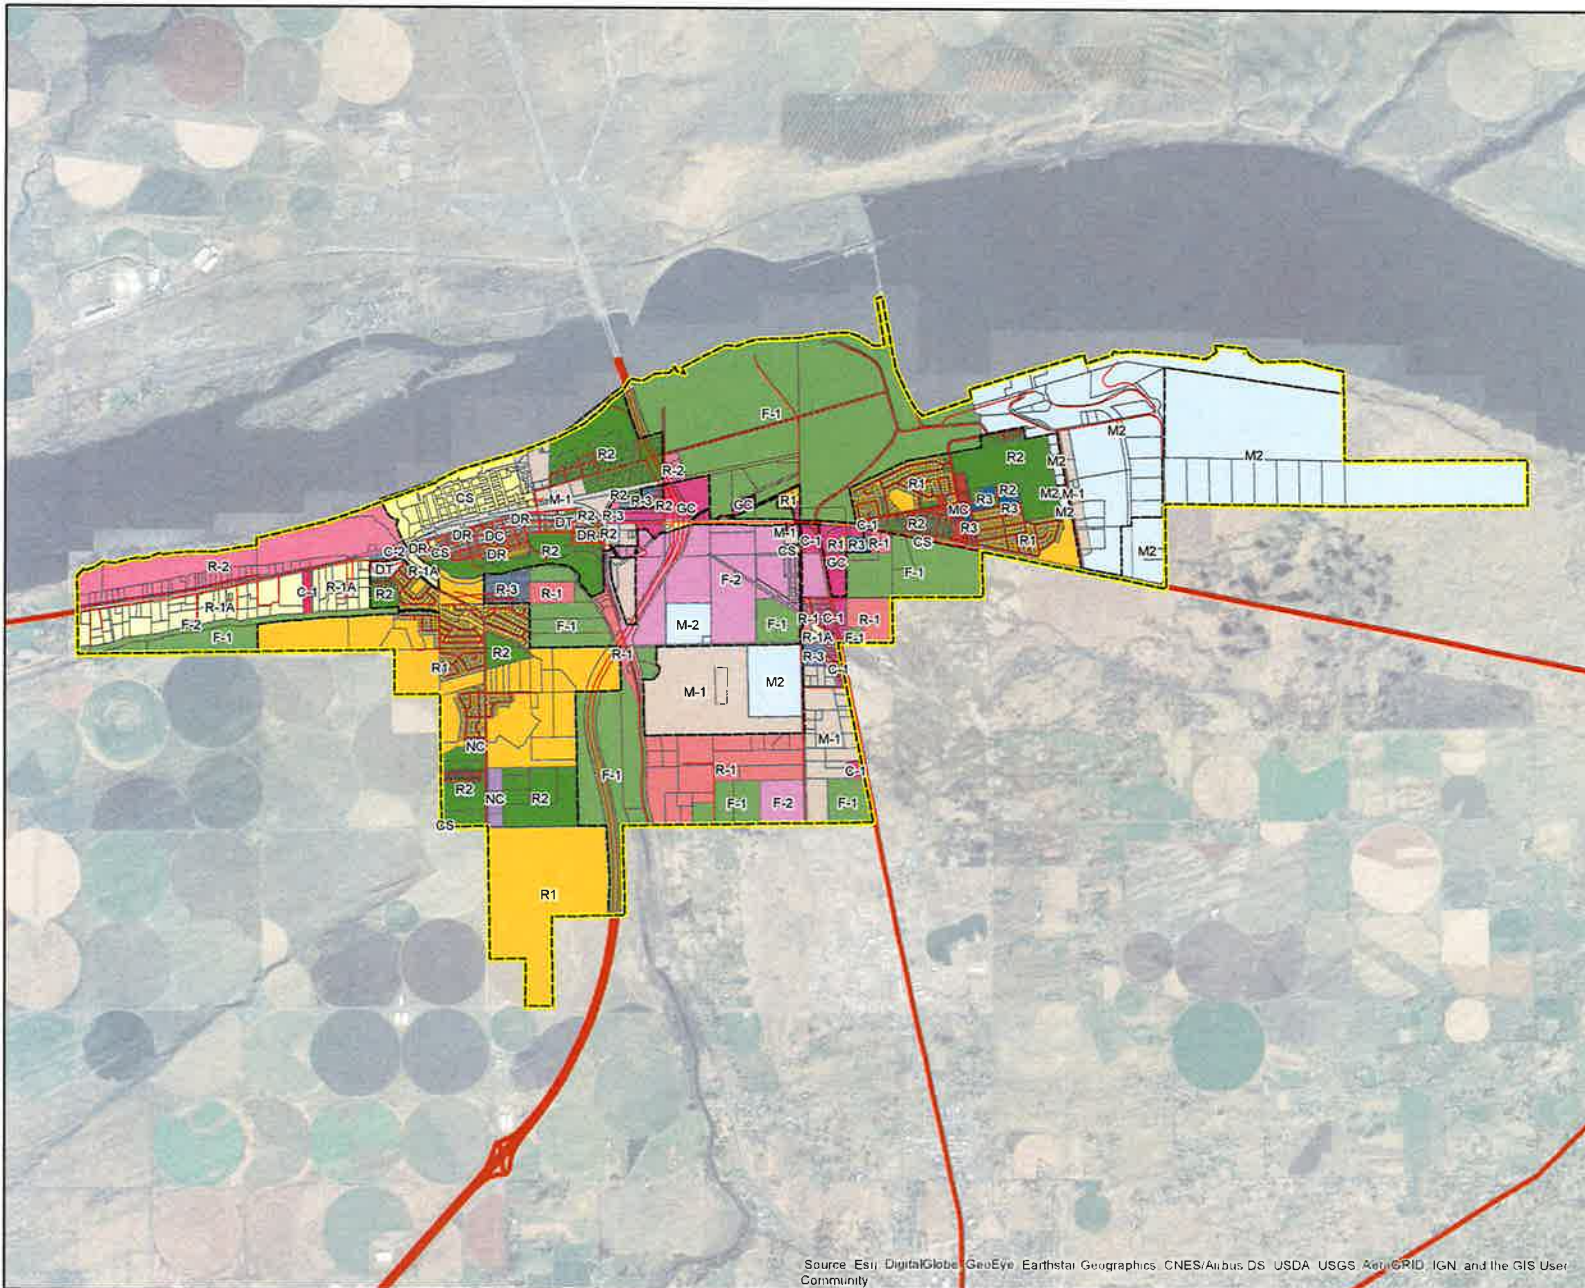 F-1
R2
M2
M2
R-2
R2
M2
M2
CS
R1
M-1
R2
R-3
R2
GC
GC
R1
R3
R2
R3
M2
M-1
M2
MC
R3
DR
DT
R2
R-3
DR
R2
C-1
R2
CS
R1
M2
DR
DC
DR
R2
M-1
C-1
CS
R1
R3
R-1
GC
F-1
R-2
C-2
DR
CS
DT
R-1A
R-3
R-1
F-2
C-1
R-1A
R-1A
R2
F-2
F-1
F-1
M-2
F-1
R-1
C-1
R-1
R-1A
F-1
R-3
C-1
R2
R-1
R1
M-1
M2
NC
M-1
R-1
C-1
F-1
R2
NC
R2
F-1
F-2
F-1
CS
R1
Source Esri DigitalGlobe GeoEye Earthstar Geographics CNES/Airbus DS USDA USGS AeroGRID IGN and the GIS User
Community